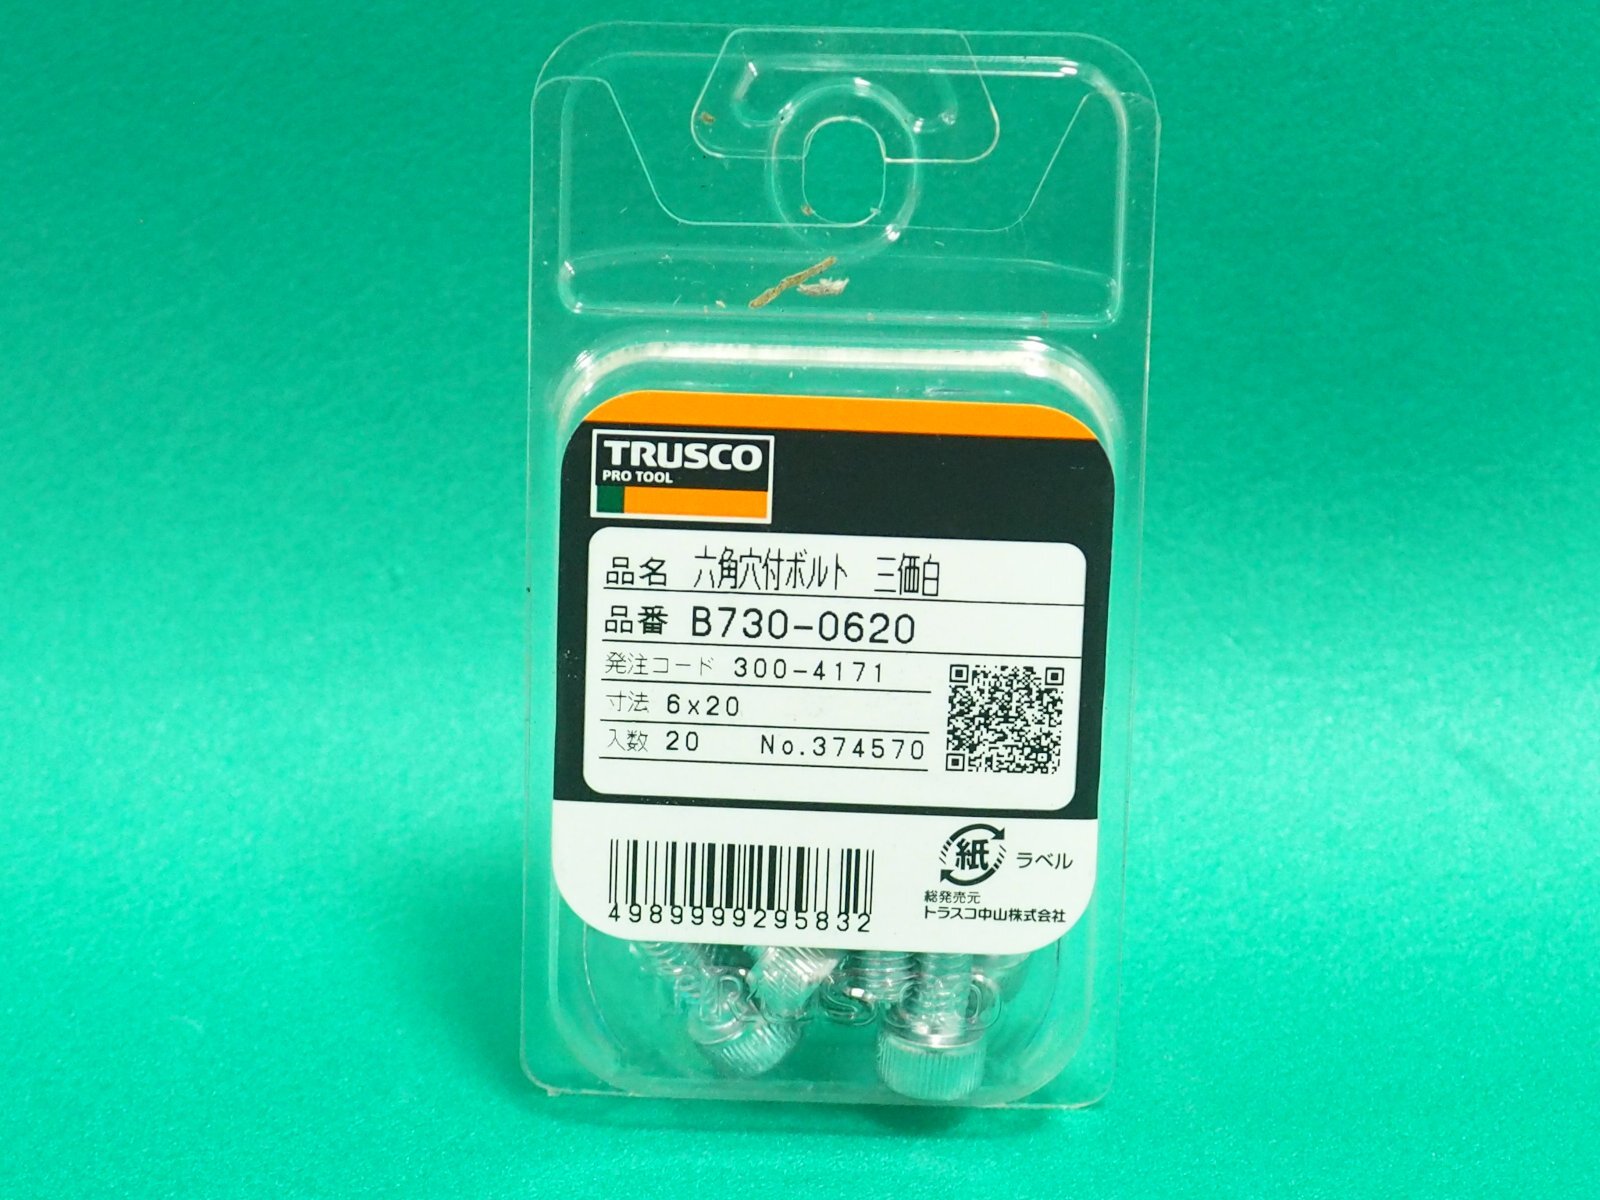 TRUSCO
PRO TOOL
品名 六角穴付ボルト 三価白
品番 B730-0620
発注コード 300-4171
寸法 6x20
入数 20 No.374570
紙 ラベル
総発売元
トラスコ中山株式会社
4989999295832
TRUSCO